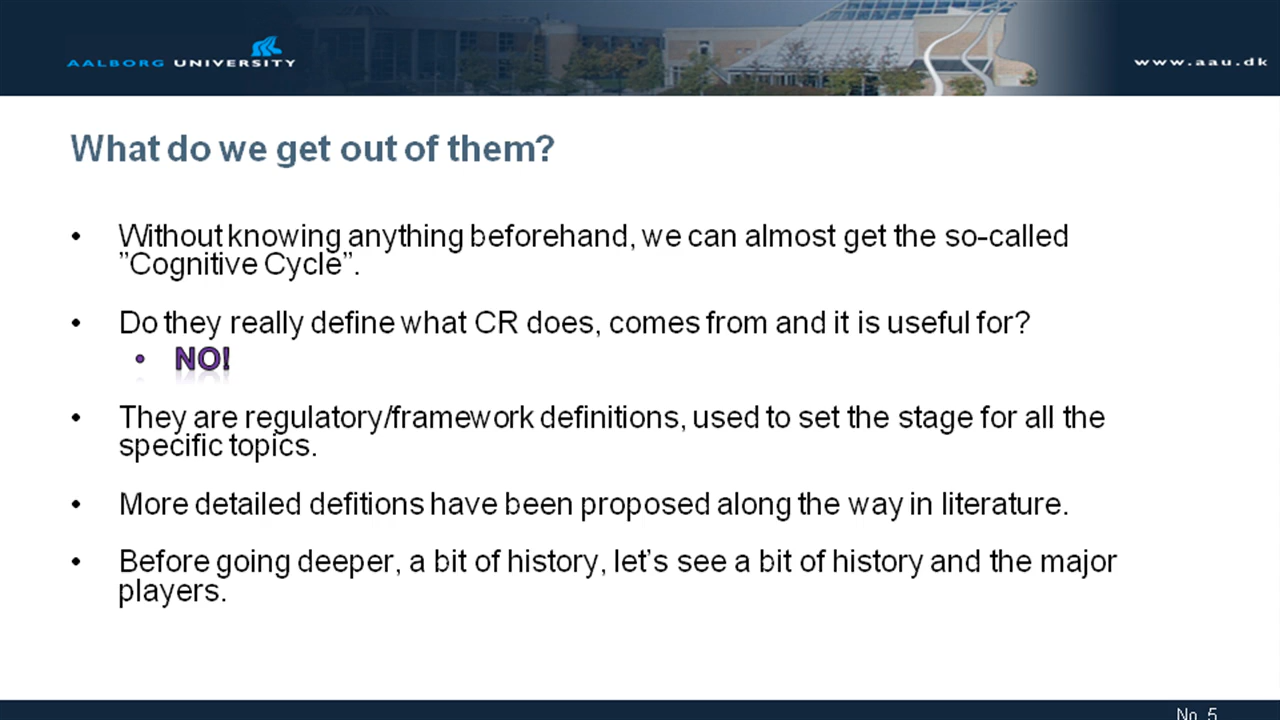 AALBORG UNIVERSITY
www.aau.dk
What do we get out of them?
• Without knowing anything beforehand, we can almost get the so-called
”Cognitive Cycle”.
• Do they really define what CR does, comes from and it is useful for?
• NO!
• They are regulatory/framework definitions, used to set the stage for all the
specific topics.
• More detailed defitions have been proposed along the way in literature.
• Before going deeper, a bit of history, let’s see a bit of history and the major
players.
No. 5